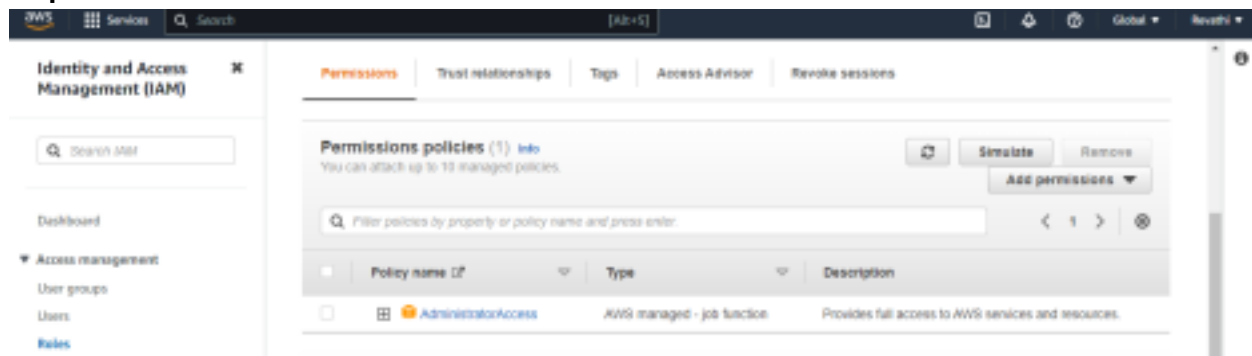 aws Services Search [Alt+S] Global Revathi
Identity and Access
Management (IAM)
Search IAM
Dashboard
Access management
User groups
Users
Roles
Permissions Trust relationships Tags Access Advisor Revoke sessions
Permissions policies (1) Info
You can attach up to 10 managed policies.
Simulate Remove
Add permissions
Filter policies by property or policy name and press enter.
1
Policy name Type Description
AdministratorAccess AWS managed - job function Provides full access to AWS services and resources.